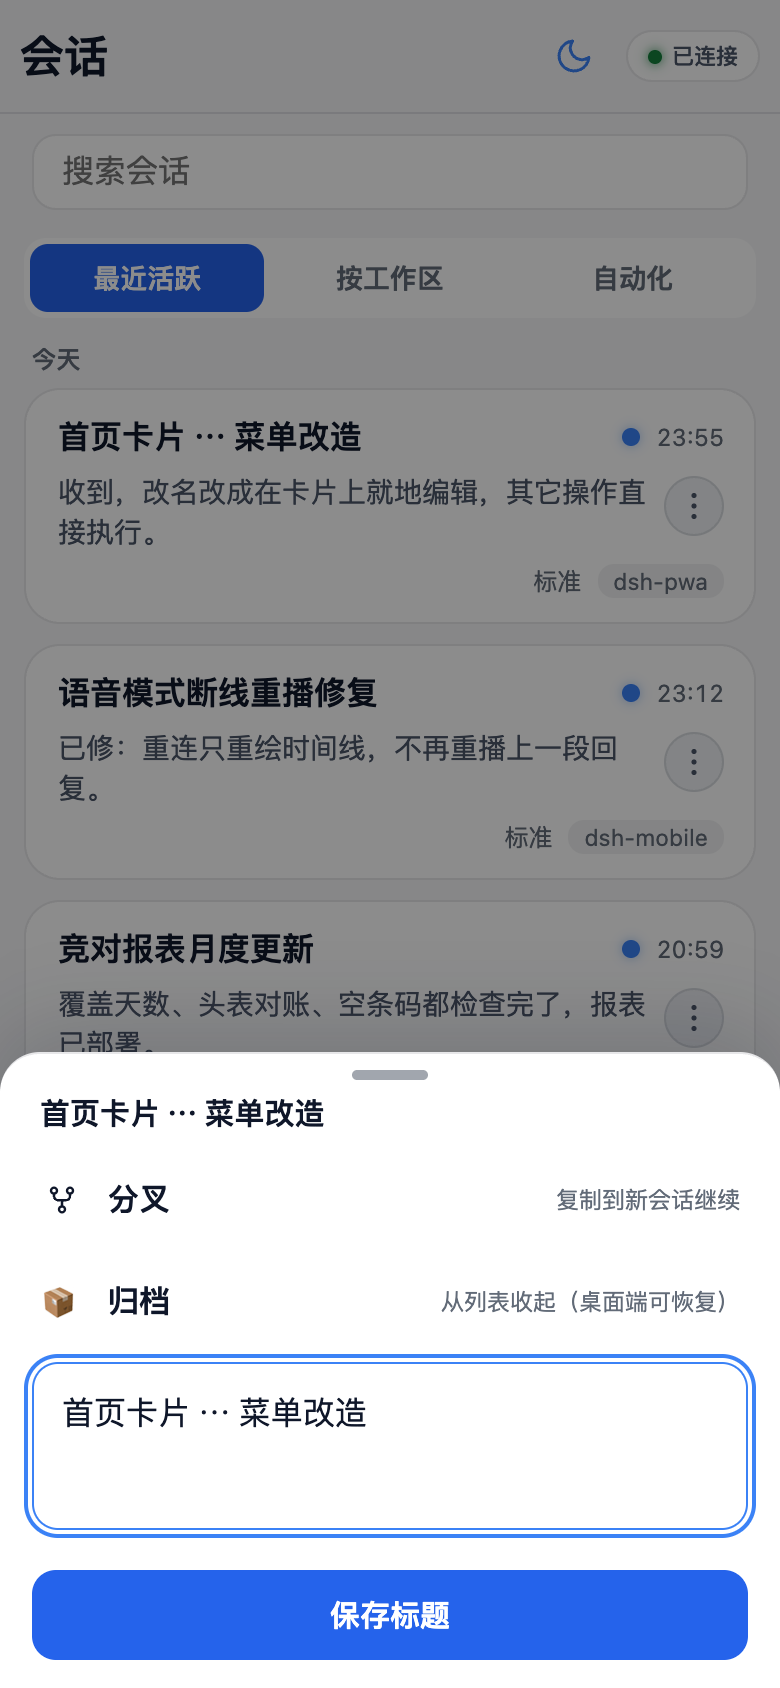 会话
已连接
搜索会话
最近活跃
按工作区
自动化
今天
首页卡片 ⋯ 菜单改造
23:55
收到，改名改成在卡片上就地编辑，其它操作直
接执行。
标准
dsh-pwa
语音模式断线重播修复
23:12
已修：重连只重绘时间线，不再重播上一段回
复。
标准
dsh-mobile
竞对报表月度更新
20:59
覆盖天数、头表对账、空条码都检查完了，报表
已部署。
首页卡片 ⋯ 菜单改造
分叉
复制到新会话继续
归档
从列表收起（桌面端可恢复）
首页卡片 ⋯ 菜单改造
保存标题